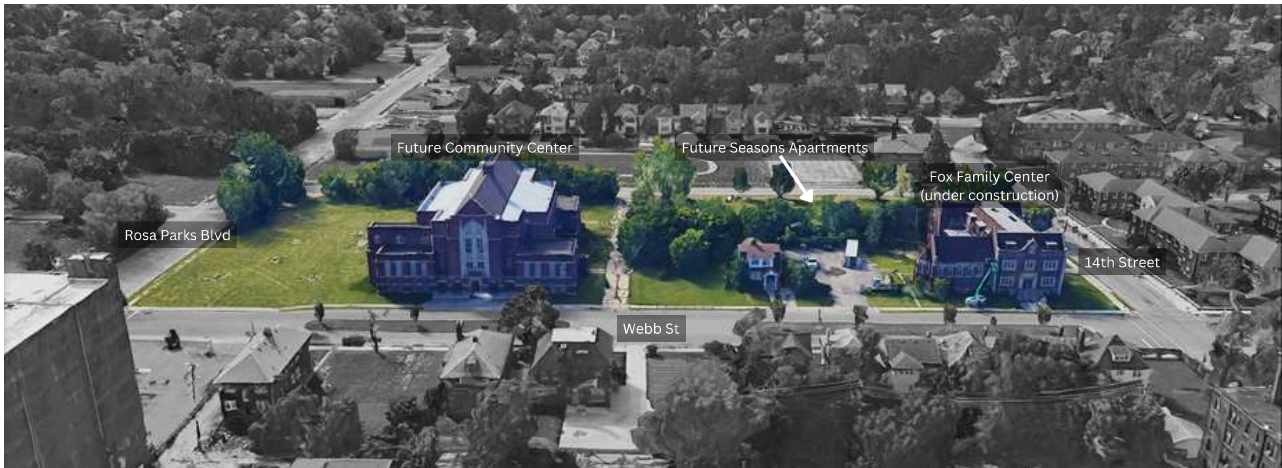 Future Community Center
Future Seasons Apartments
Fox Family Center
(under construction)
Rosa Parks Blvd
14th Street
Webb St